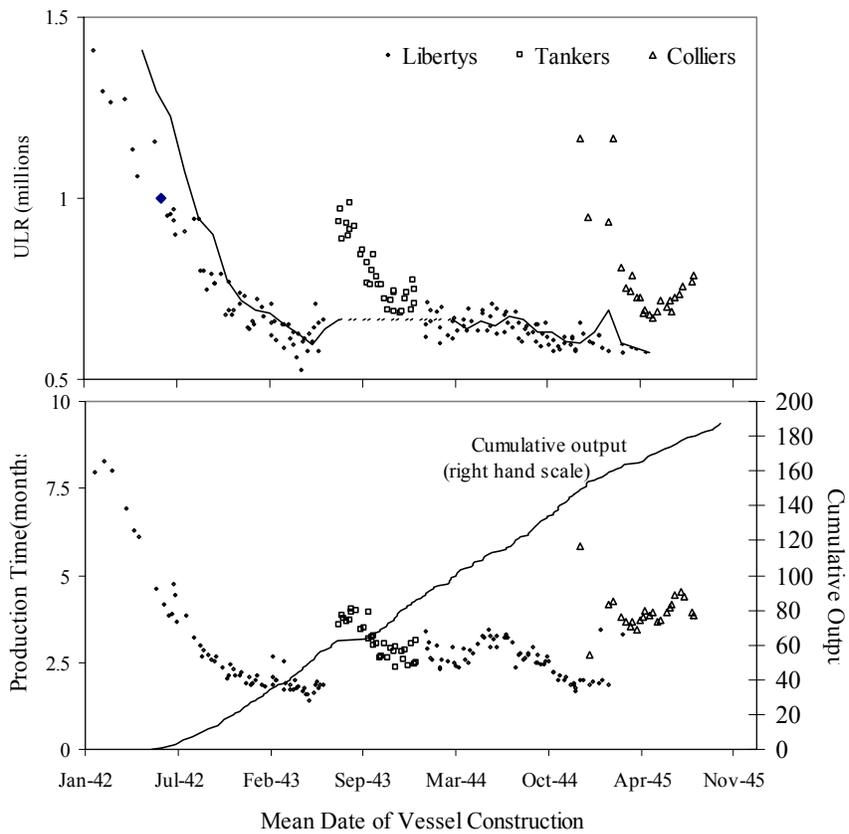 1.5
Libertys Tankers Colliers
1
ULR (millions
0.5
10 200
180
Cumulative output
(right hand scale)
7.5 160
140
120
5 100
80
2.5 60
40
20
0 0
Production Time(months
Cumulative Outpu
Jan-42 Jul-42 Feb-43 Sep-43 Mar-44 Oct-44 Apr-45 Nov-45
Mean Date of Vessel Construction